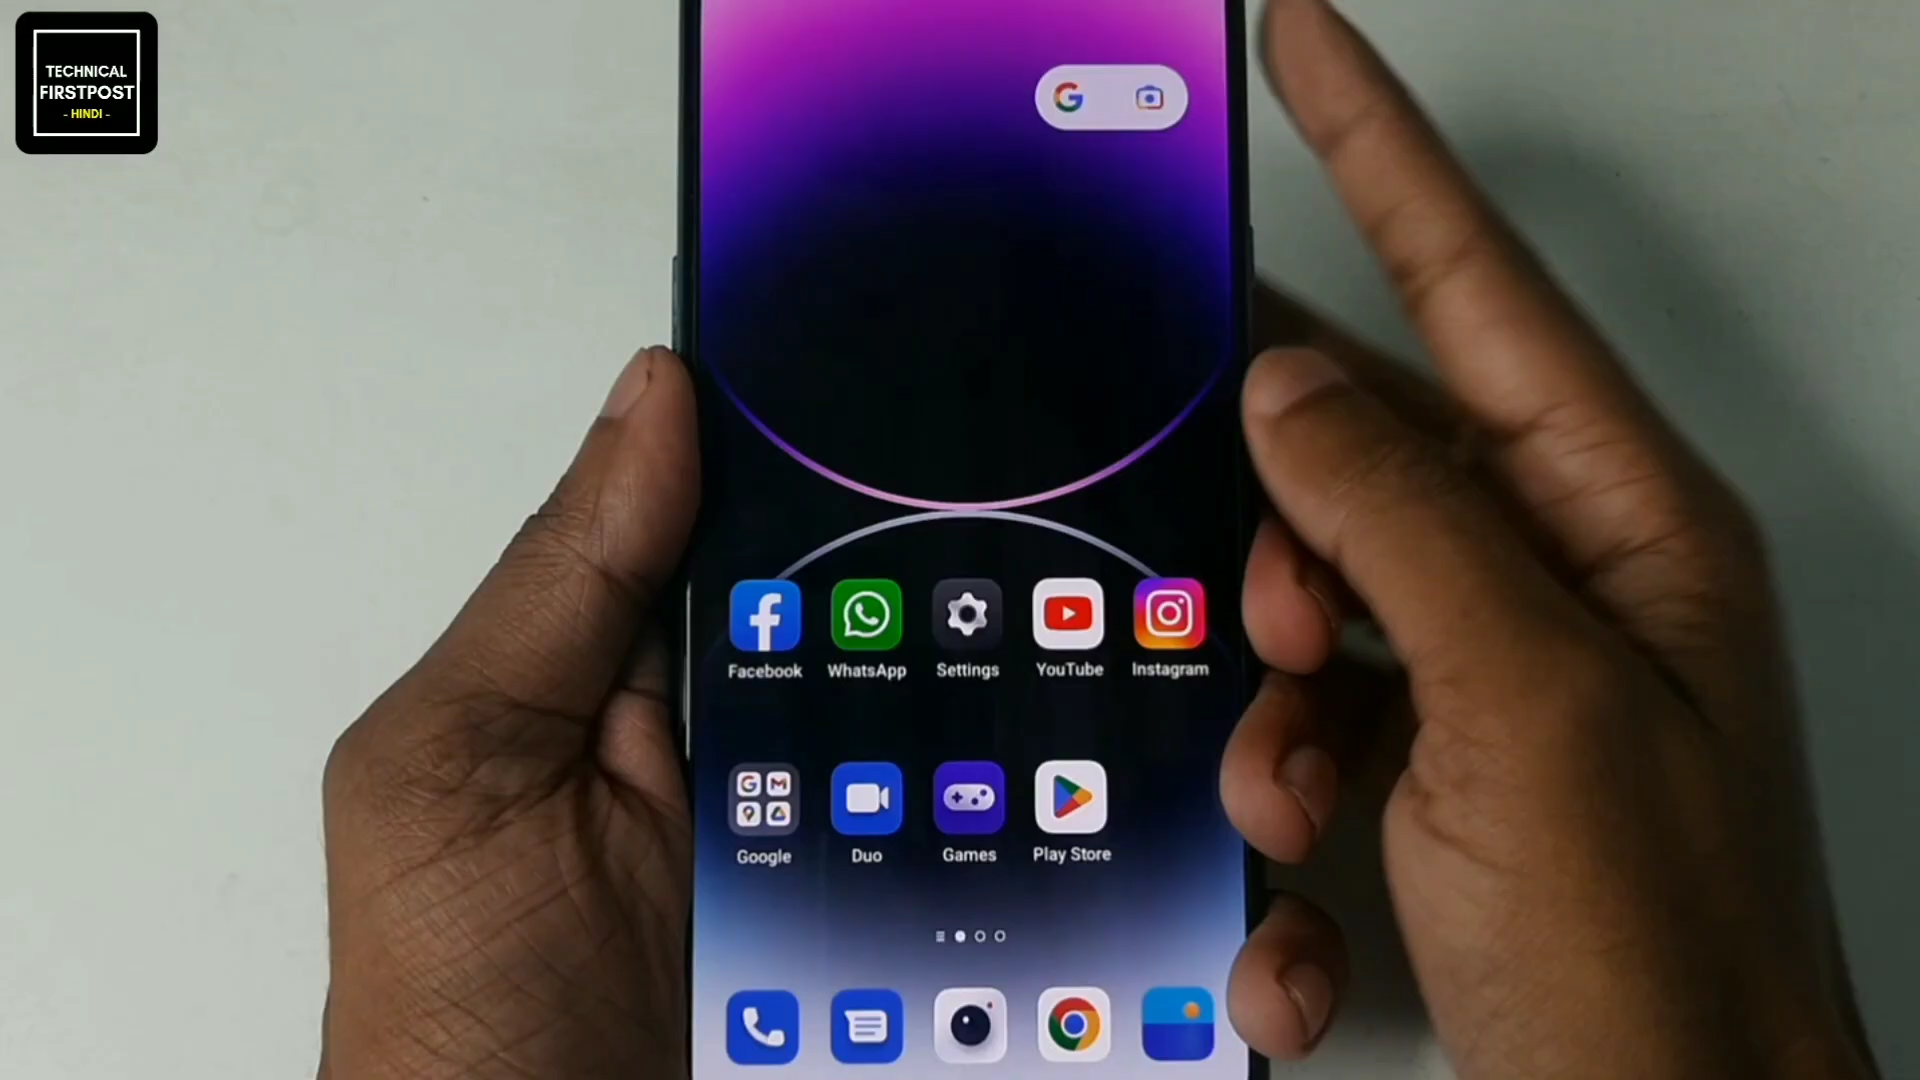 TECHNICAL
FIRSTPOST
- HINDI -
Facebook WhatsApp Settings YouTube Instagram
Google Duo Games Play Store